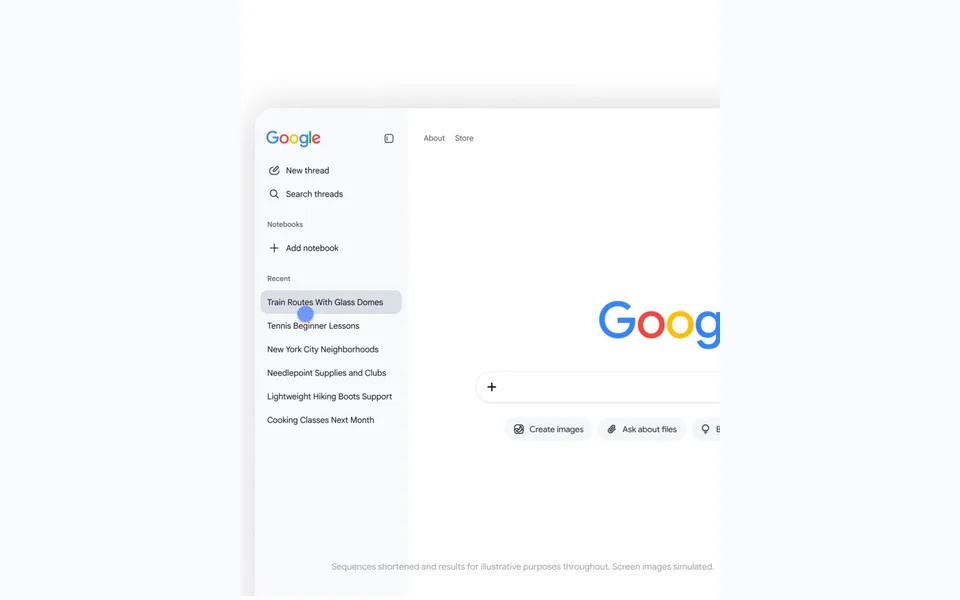 Google
About Store
New thread
Search threads
Notebooks
Add notebook
Recent
Train Routes With Glass Domes
Tennis Beginner Lessons
New York City Neighborhoods
Needlepoint Supplies and Clubs
Lightweight Hiking Boots Support
Cooking Classes Next Month
Goog
Create images
Ask about files
Sequences shortened and results for illustrative purposes throughout. Screen images simulated.